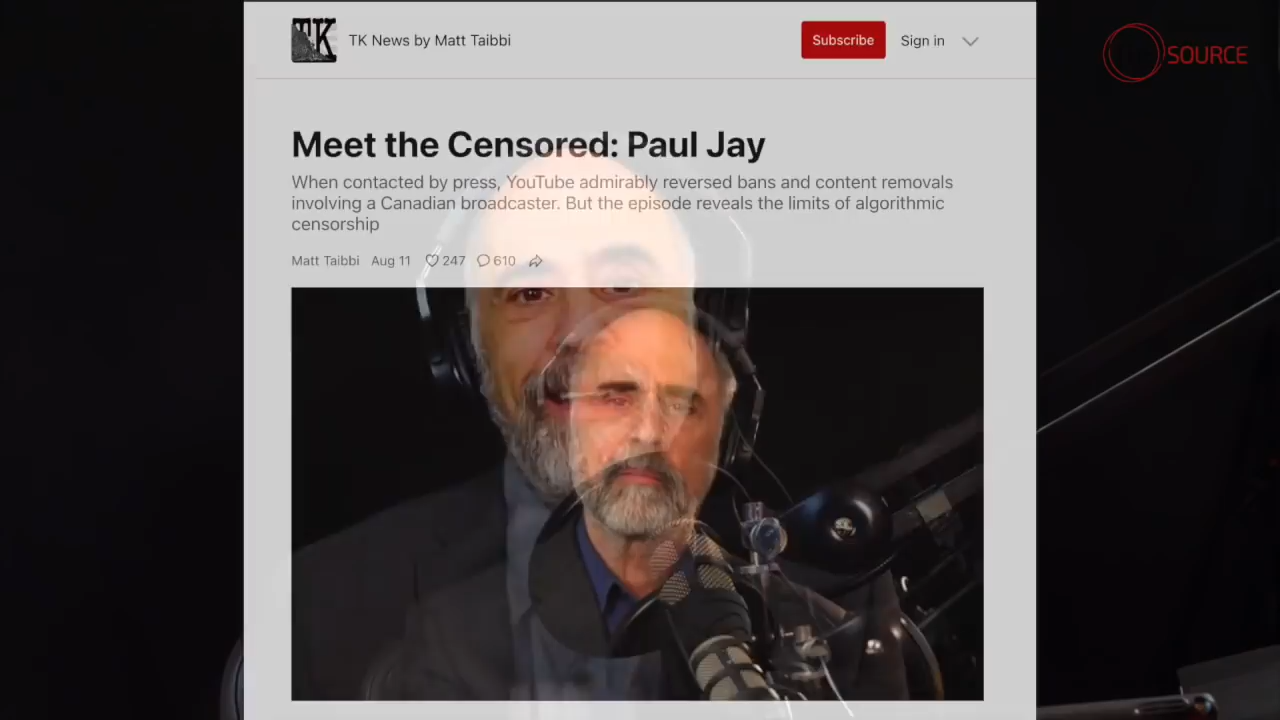 TK
TK News by Matt Taibbi
Subscribe
Sign in
SOURCE
Meet the Censored: Paul Jay
When contacted by press, YouTube admirably reversed bans and content removals
involving a Canadian broadcaster. But the episode reveals the limits of algorithmic
censorship
Matt Taibbi Aug 11 247 610